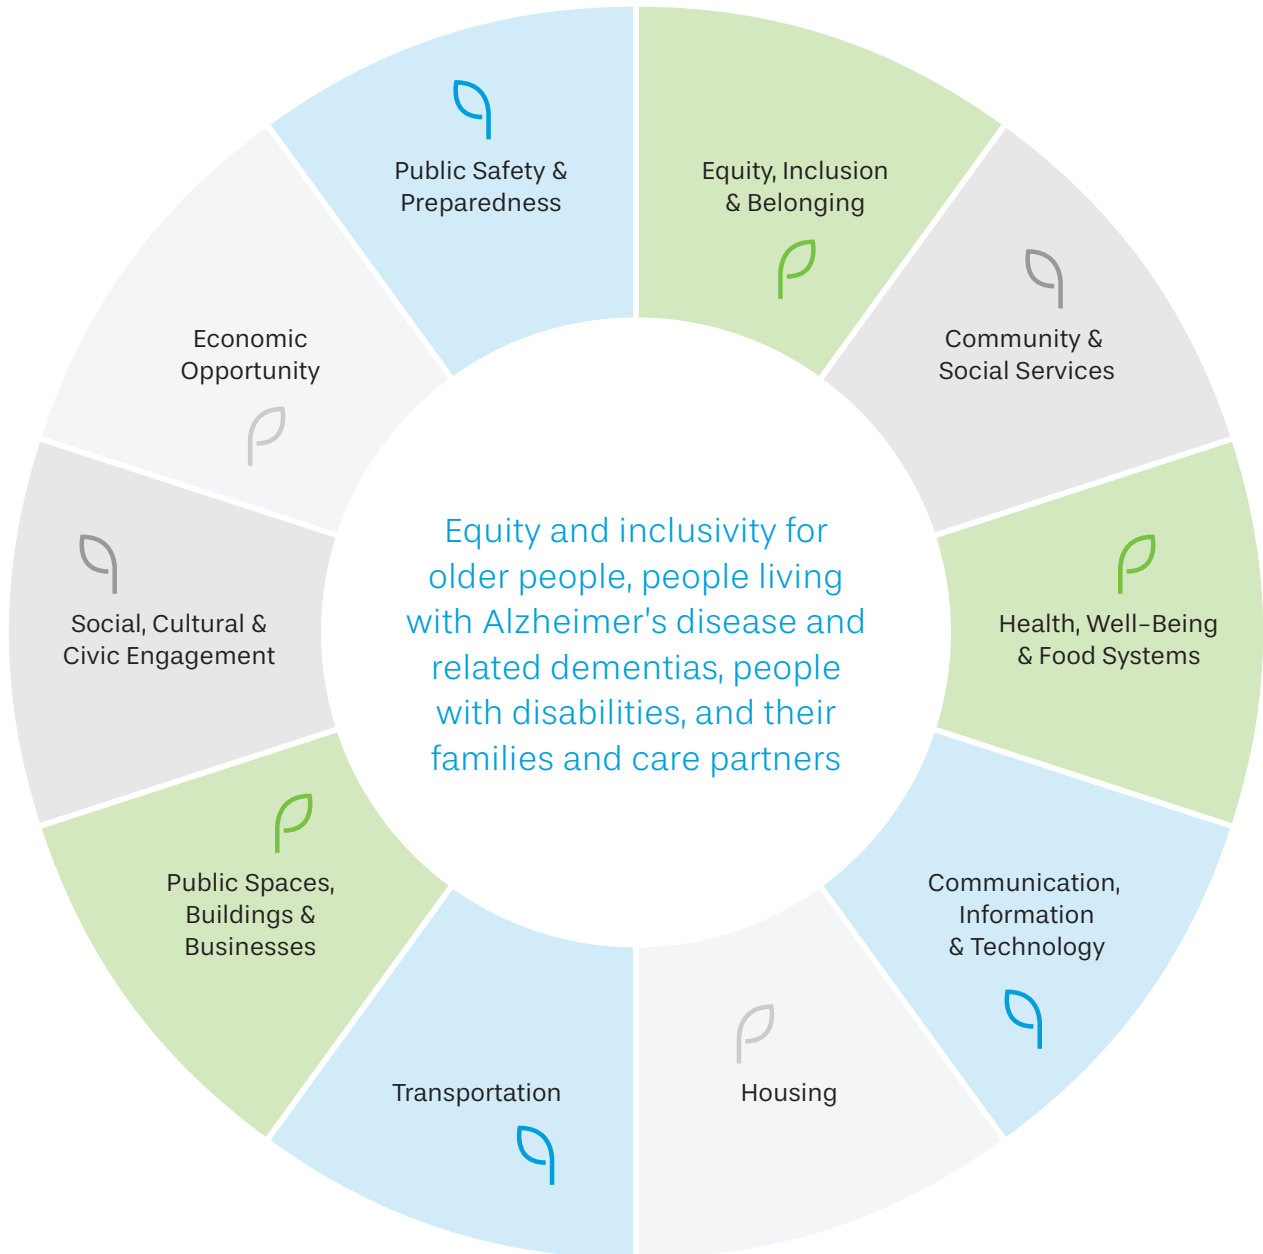 Public Safety &
Preparedness
Equity, Inclusion
& Belonging
Community &
Social Services
Health, Well-Being
& Food Systems
Communication,
Information
& Technology
Housing
Transportation
Public Spaces,
Buildings &
Businesses
Social, Cultural &
Civic Engagement
Economic
Opportunity
Equity and inclusivity for
older people, people living
with Alzheimer's disease and
related dementias, people
with disabilities, and their
families and care partners